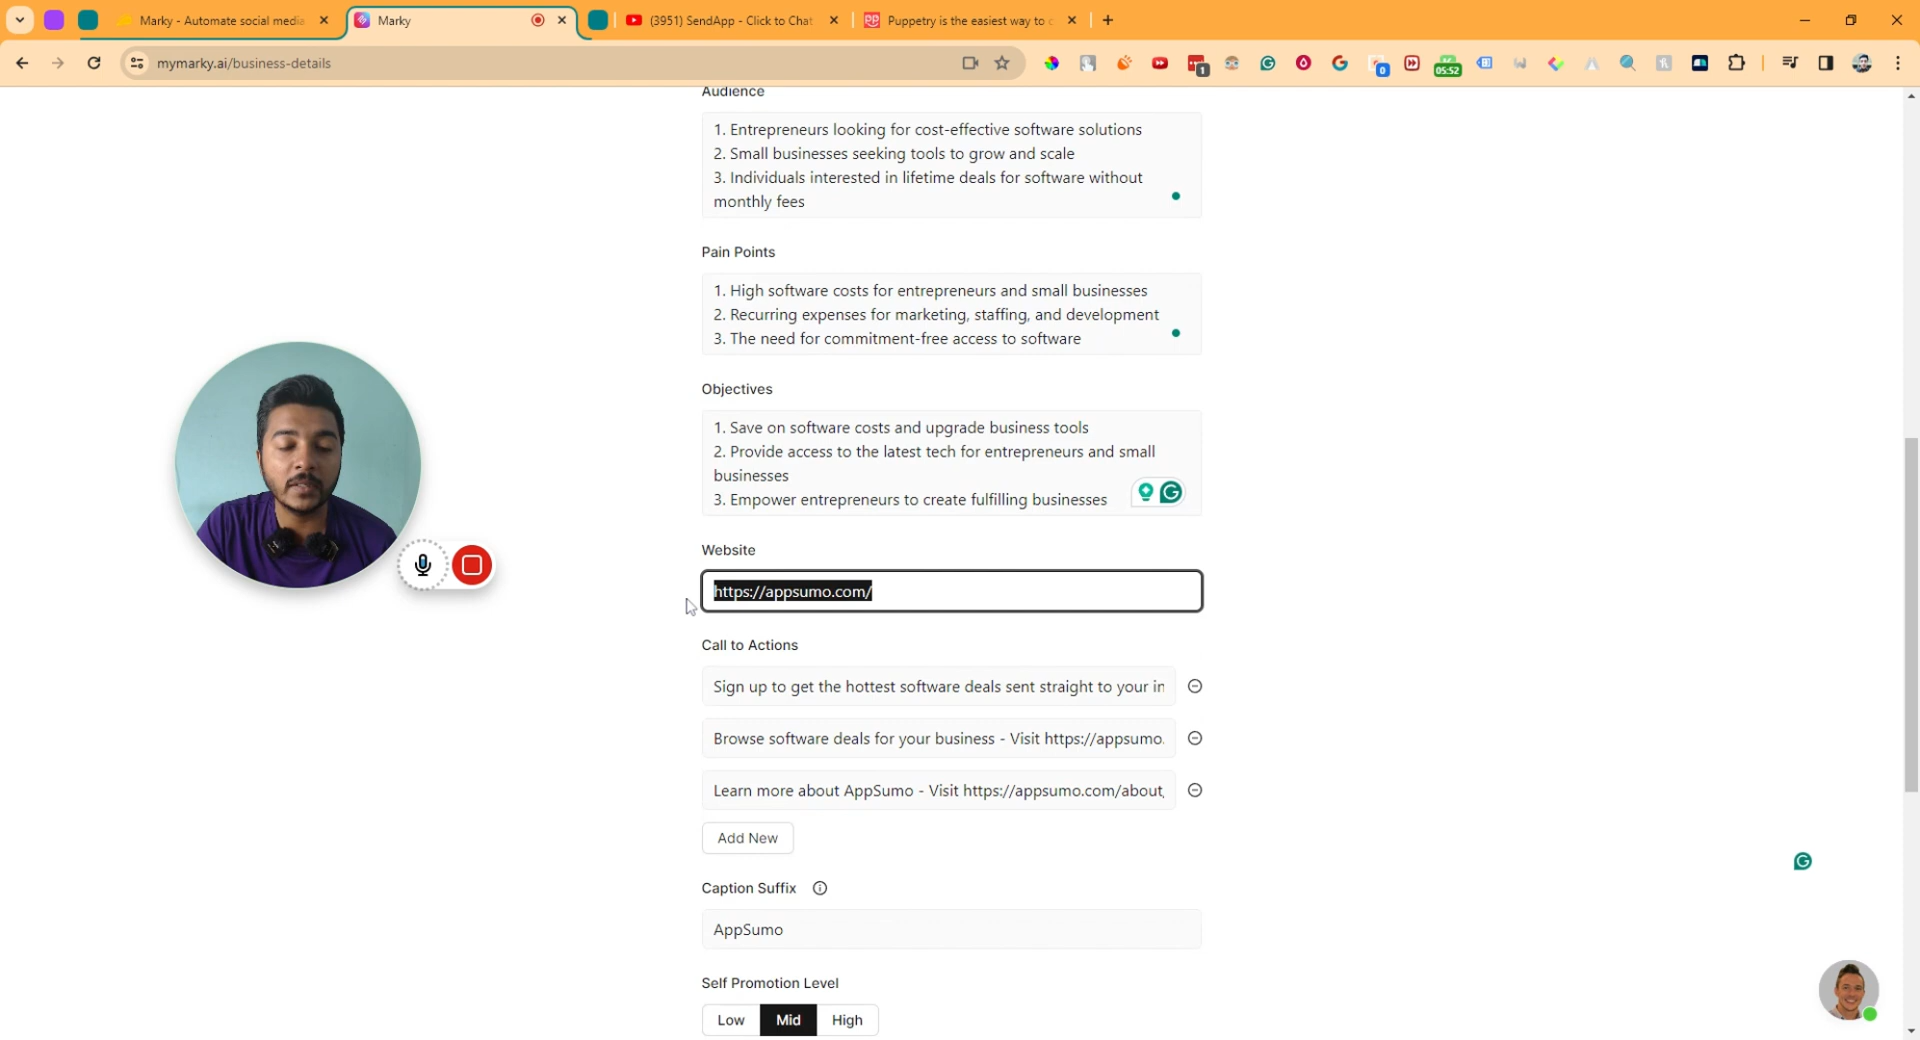 Marky - Automate social media
Marky
(3951) SendApp - Click to Chat
Puppetry is the easiest way to c
mymarky.ai/business-details
1
0
05:52
Audience
1. Entrepreneurs looking for cost-effective software solutions
2. Small businesses seeking tools to grow and scale
3. Individuals interested in lifetime deals for software without
monthly fees
Pain Points
1. High software costs for entrepreneurs and small businesses
2. Recurring expenses for marketing, staffing, and development
3. The need for commitment-free access to software
Objectives
1. Save on software costs and upgrade business tools
2. Provide access to the latest tech for entrepreneurs and small
businesses
3. Empower entrepreneurs to create fulfilling businesses
Website
https://appsumo.com/
Call to Actions
Sign up to get the hottest software deals sent straight to your in
Browse software deals for your business - Visit https://appsumo.
Learn more about AppSumo - Visit https://appsumo.com/about,
Add New
Caption Suffix
AppSumo
Self Promotion Level
Low Mid High